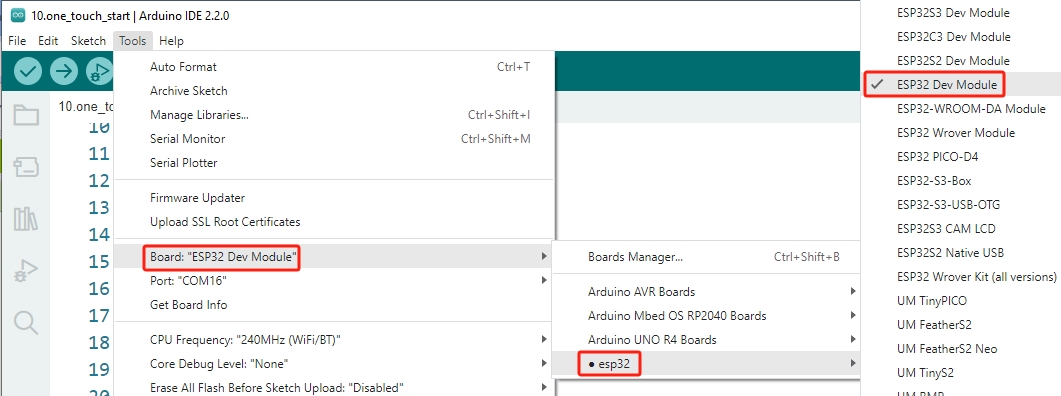 10.one_touch_start | Arduino IDE 2.2.0
File Edit Sketch Tools Help
10.one_to
10
11
12
13
14
15
16
17
18
19
20
Auto Format Ctrl+T
Archive Sketch
Manage Libraries... Ctrl+Shift+I
Serial Monitor Ctrl+Shift+M
Serial Plotter
Firmware Updater
Upload SSL Root Certificates
Board: "ESP32 Dev Module"
Port: "COM16"
Get Board Info
CPU Frequency: "240MHz (WiFi/BT)"
Core Debug Level: "None"
Erase All Flash Before Sketch Upload: "Disabled"
Boards Manager... Ctrl+Shift+B
Arduino AVR Boards
Arduino Mbed OS RP2040 Boards
Arduino UNO R4 Boards
● esp32
ESP32S3 Dev Module
ESP32C3 Dev Module
ESP32S2 Dev Module
ESP32 Dev Module
ESP32-WROOM-DA Module
ESP32 Wrover Module
ESP32 PICO-D4
ESP32-S3-Box
ESP32-S3-USB-OTG
ESP32S3 CAM LCD
ESP32S2 Native USB
ESP32 Wrover Kit (all versions)
UM TinyPICO
UM FeatherS2
UM FeatherS2 Neo
UM TinyS2